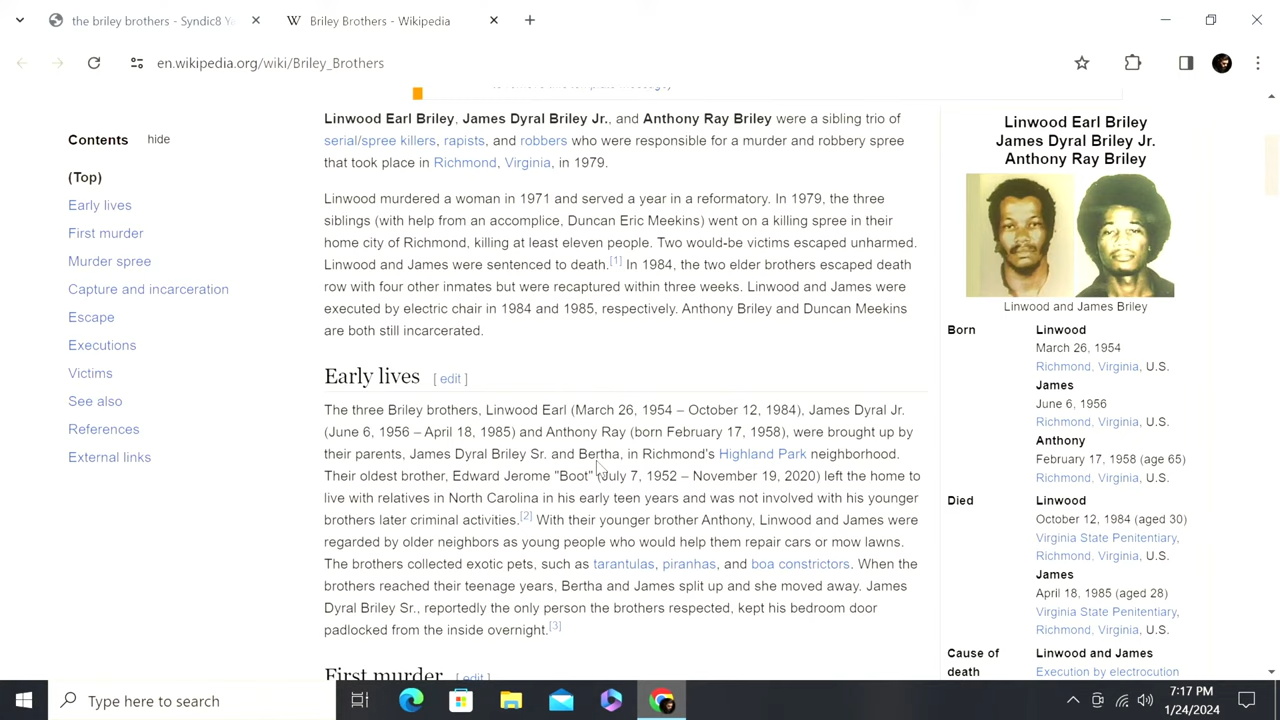 the briley brothers - Syndic8 Ye
Briley Brothers - Wikipedia
en.wikipedia.org/wiki/Briley_Brothers
Contents hide
(Top)
Early lives
First murder
Murder spree
Capture and incarceration
Escape
Executions
Victims
See also
References
External links
Linwood Earl Briley, James Dyral Briley Jr., and Anthony Ray Briley were a sibling trio of
serial/spree killers, rapists, and robbers who were responsible for a murder and robbery spree
that took place in Richmond, Virginia, in 1979.
Linwood murdered a woman in 1971 and served a year in a reformatory. In 1979, the three
siblings (with help from an accomplice, Duncan Eric Meekins) went on a killing spree in their
home city of Richmond, killing at least eleven people. Two would-be victims escaped unharmed.
Linwood and James were sentenced to death.[1] In 1984, the two elder brothers escaped death
row with four other inmates but were recaptured within three weeks. Linwood and James were
executed by electric chair in 1984 and 1985, respectively. Anthony Briley and Duncan Meekins
are both still incarcerated.
Early lives [ edit ]
The three Briley brothers, Linwood Earl (March 26, 1954 – October 12, 1984), James Dyral Jr.
(June 6, 1956 – April 18, 1985) and Anthony Ray (born February 17, 1958), were brought up by
their parents, James Dyral Briley Sr. and Bertha, in Richmond's Highland Park neighborhood.
Their oldest brother, Edward Jerome "Boot" (July 7, 1952 – November 19, 2020) left the home to
live with relatives in North Carolina in his early teen years and was not involved with his younger
brothers later criminal activities.[2] With their younger brother Anthony, Linwood and James were
regarded by older neighbors as young people who would help them repair cars or mow lawns.
The brothers collected exotic pets, such as tarantulas, piranhas, and boa constrictors. When the
brothers reached their teenage years, Bertha and James split up and she moved away. James
Dyral Briley Sr., reportedly the only person the brothers respected, kept his bedroom door
padlocked from the inside overnight.[3]
First murder [ edit ]
Linwood Earl Briley
James Dyral Briley Jr.
Anthony Ray Briley
Linwood and James Briley
Born Linwood
March 26, 1954
Richmond, Virginia, U.S.
James
June 6, 1956
Richmond, Virginia, U.S.
Anthony
February 17, 1958 (age 65)
Richmond, Virginia, U.S.
Died Linwood
October 12, 1984 (aged 30)
Virginia State Penitentiary,
Richmond, Virginia, U.S.
James
April 18, 1985 (aged 28)
Virginia State Penitentiary,
Richmond, Virginia, U.S.
Cause of Linwood and James
death Execution by electrocution
Type here to search
7:17 PM
1/24/2024